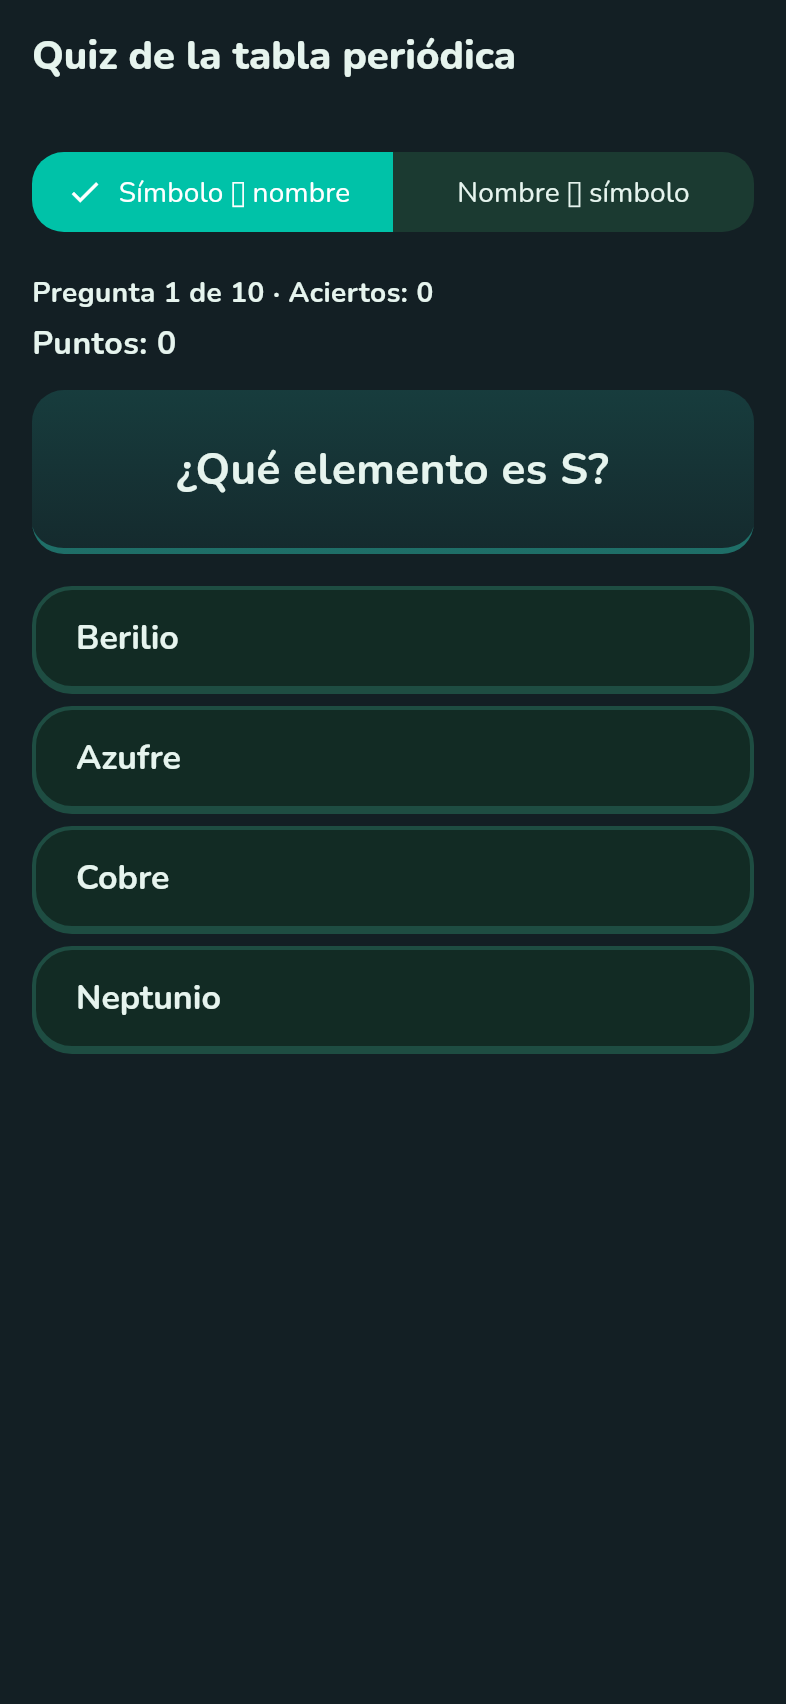 Quiz de la tabla periódica
Símbolo ▯ nombre
Nombre ▯ símbolo
Pregunta 1 de 10 · Aciertos: 0
Puntos: 0
¿Qué elemento es S?
Berilio
Azufre
Cobre
Neptunio